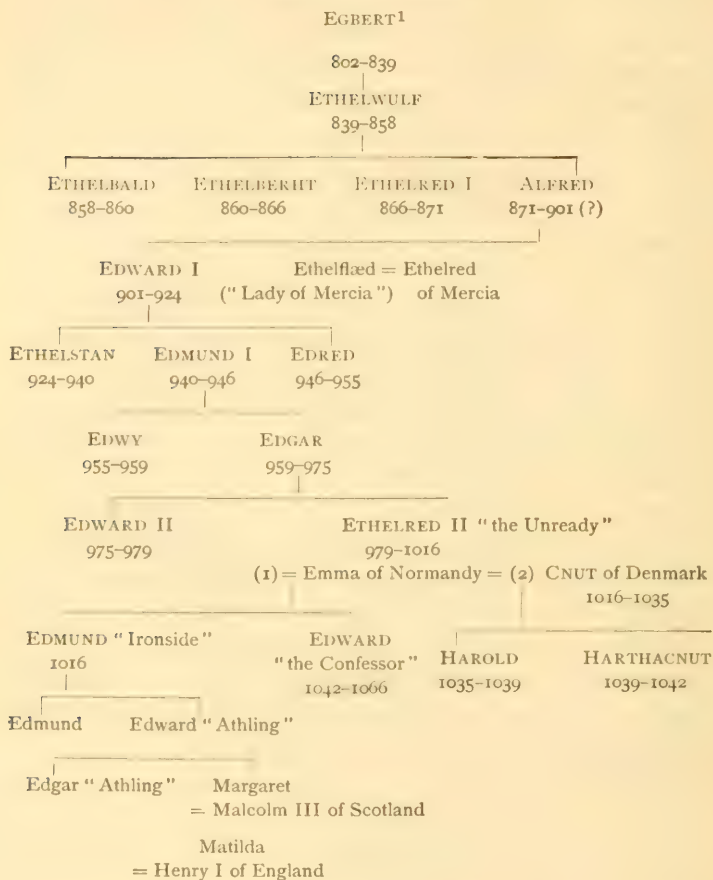 EGBERT¹
802–839
ETHELWULF
839–858
ETHELBALD ETHELBERHT ETHELRED I ALFRED
858–860 860–866 866–871 871–901 (?)
EDWARD I Ethelflæd = Ethelred
901–924 ("Lady of Mercia") of Mercia
ETHELSTAN EDMUND I EDRED
924–940 940–946 946–955
EDWY EDGAR
955–959 959–975
EDWARD II ETHELRED II "the Unready"
975–979 979–1016
(1) = Emma of Normandy = (2) CNUT of Denmark
1016–1035
EDMUND "Ironside" EDWARD
1016 "the Confessor" HAROLD HARTHACNUT
1042–1066 1035–1039 1039–1042
Edmund Edward "Athling"
Edgar "Athling" Margaret
= Malcolm III of Scotland
Matilda
= Henry I of England